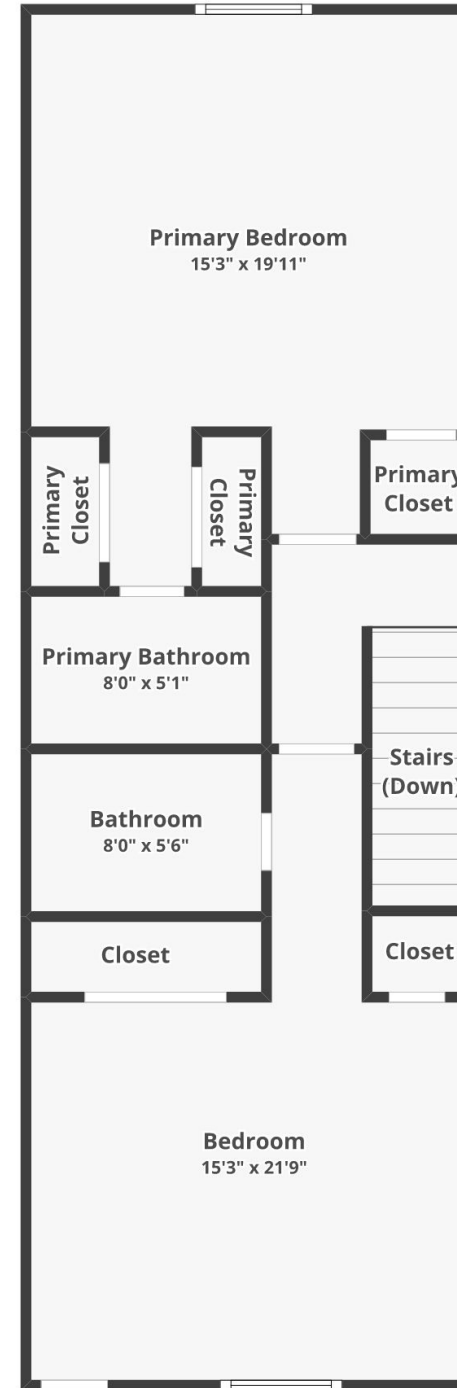 Primary Bedroom
15'3" x 19'11"
Primary
Closet
Primary
Closet
Primary
Closet
Primary Bathroom
8'0" x 5'1"
Stairs
(Down)
Bathroom
8'0" x 5'6"
Closet
Closet
Bedroom
15'3" x 21'9"